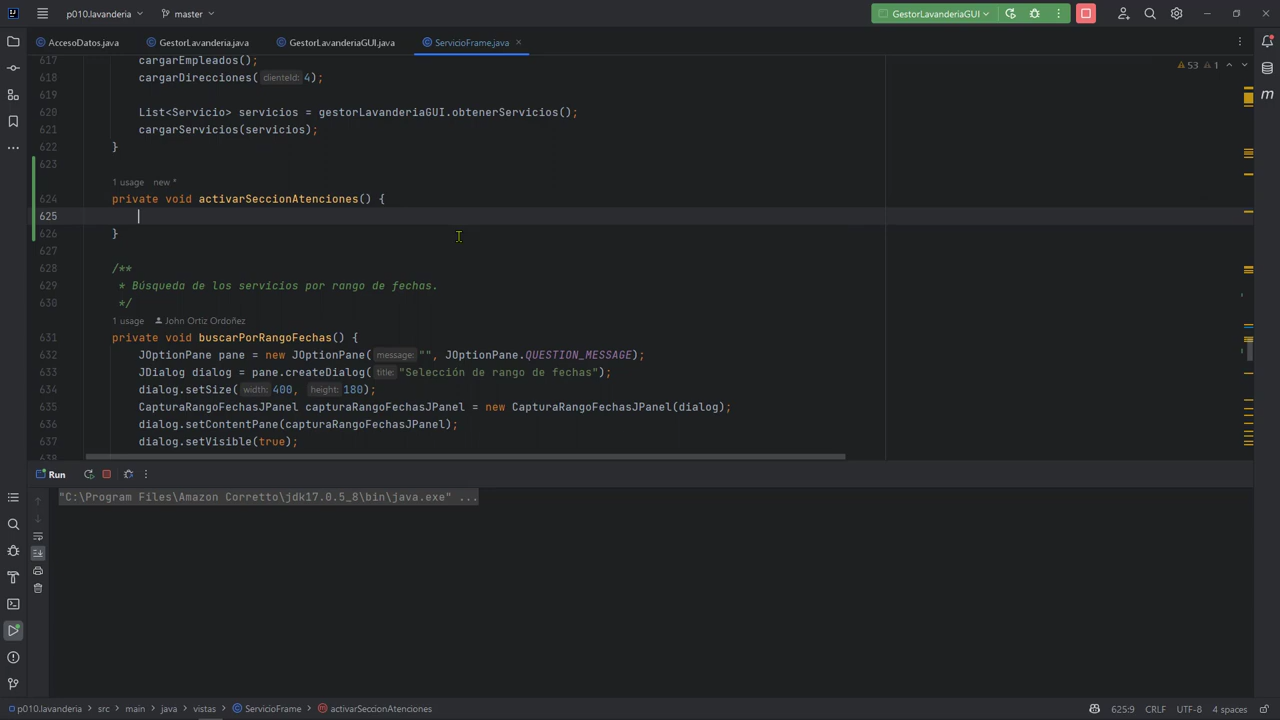 p010.lavanderia
master
GestorLavanderiaGUI
AccesoDatos.java
GestorLavanderia.java
GestorLavanderiaGUI.java
ServicioFrame.java
53
1
617 cargarEmpleados();
618 cargarDirecciones( clienteId: 4);
619
620 List<Servicio> servicios = gestorLavanderiaGUI.obtenerServicios();
621 cargarServicios(servicios);
622 }
623
1 usage new *
624 private void activarSeccionAtenciones() {
625
626 }
627
628 /**
629 * Búsqueda de los servicios por rango de fechas.
630 */
1 usage John Ortiz Ordoñez
631 private void buscarPorRangoFechas() {
632 JOptionPane pane = new JOptionPane( message: "", JOptionPane.QUESTION_MESSAGE);
633 JDialog dialog = pane.createDialog( title: "Selección de rango de fechas");
634 dialog.setSize( width: 400, height: 180);
635 CapturaRangoFechasJPanel capturaRangoFechasJPanel = new CapturaRangoFechasJPanel(dialog);
636 dialog.setContentPane(capturaRangoFechasJPanel);
637 dialog.setVisible(true);
638
Run
"C:\Program Files\Amazon Corretto\jdk17.0.5_8\bin\java.exe" ...
p010.lavanderia > src > main > java > vistas > ServicioFrame > activarSeccionAtenciones
625:9 CRLF UTF-8 4 spaces